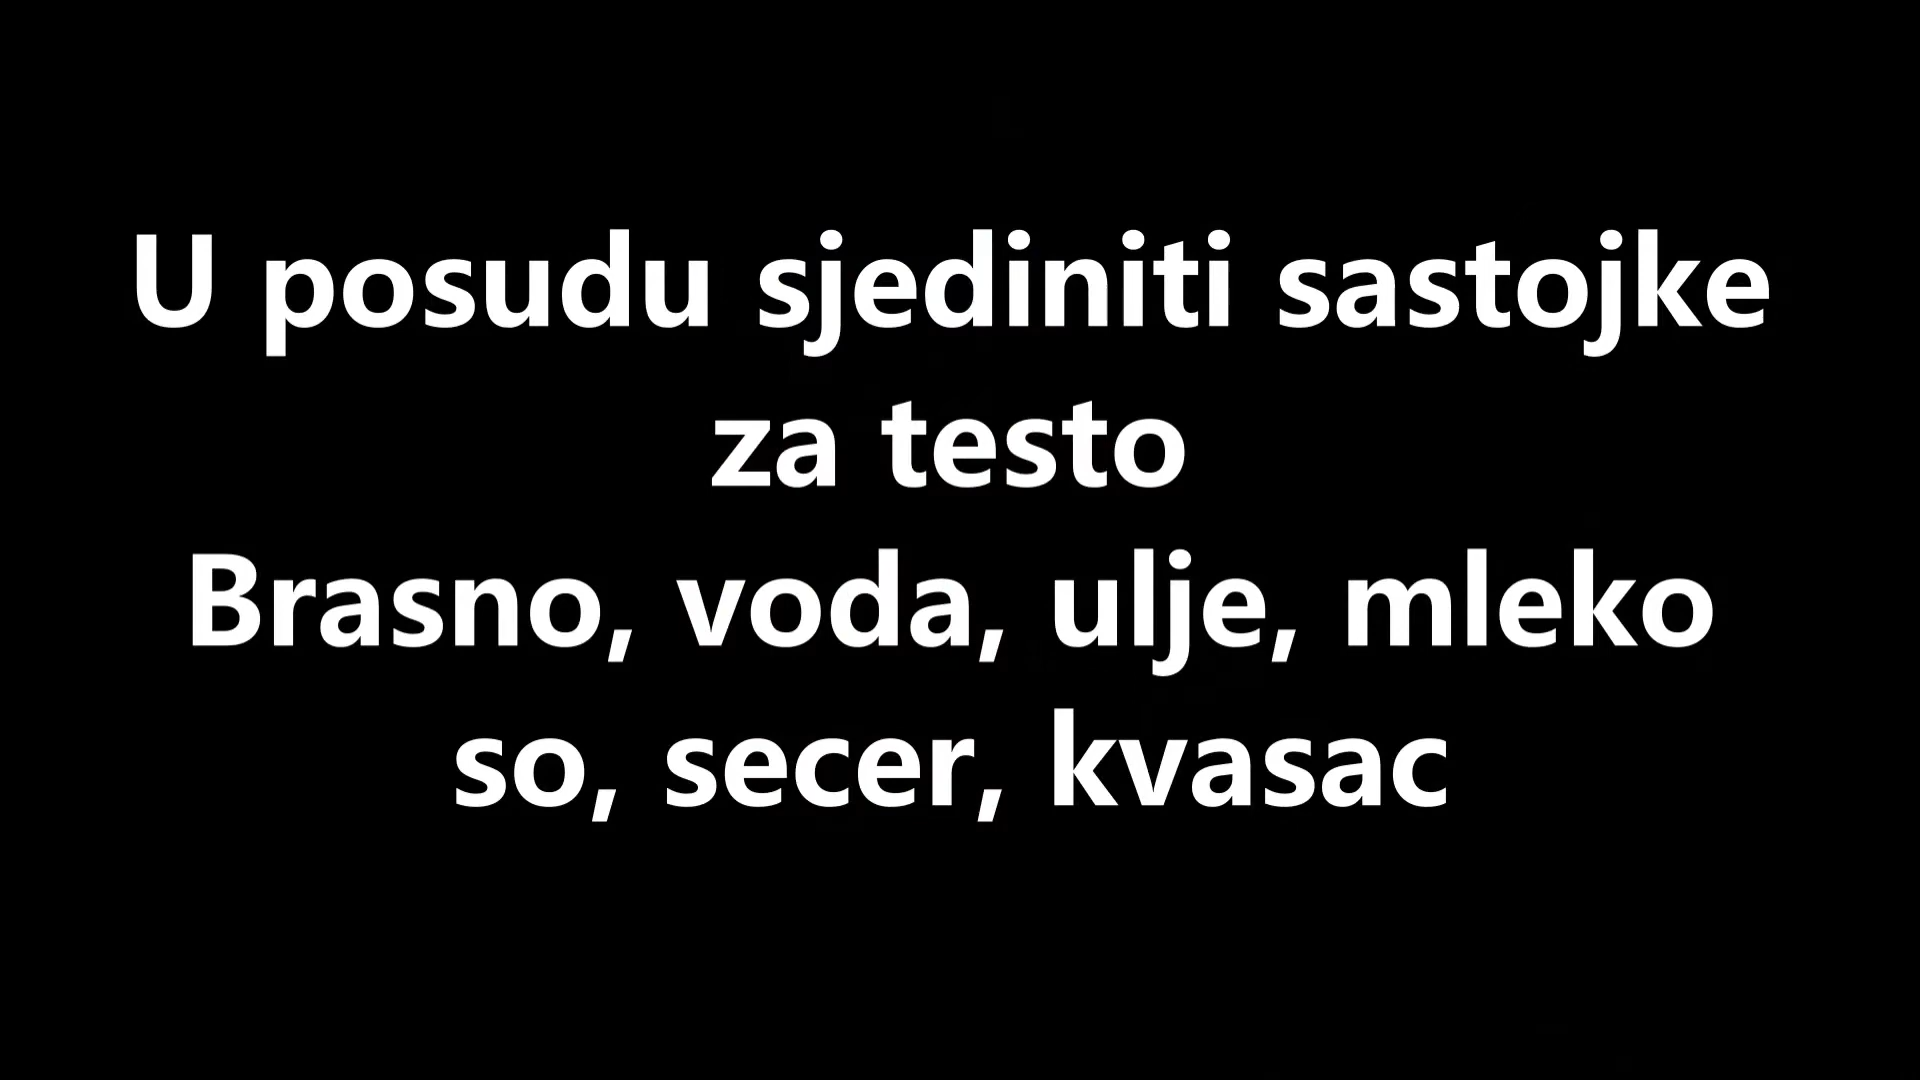 U posudu sjediniti sastojke
za testo
Brasno, voda, ulje, mleko
so, secer, kvasac